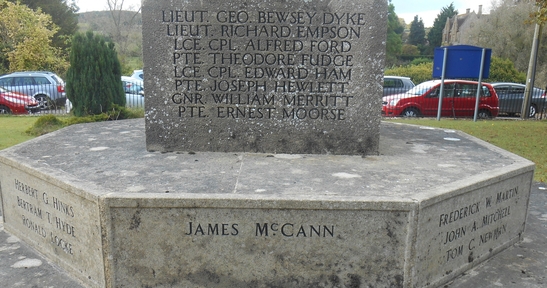 LIEUT. GEO. BEWSEY DYKE
LIEUT. RICHARD EMPSON
LCE. CPL. ALFRED FORD
PTE. THEODORE FUDGE
LCE. CPL. EDWARD HAM
PTE. JOSEPH HEWLETT
GNR. WILLIAM MERRITT
PTE. ERNEST MOORSE
HERBERT G. HINKS
BERTRAM T. HYDE
RONALD LOCKE
JAMES McCANN
FREDERICK W. MARTIN
JOHN A. MITCHELL
TOM C. NEWMAN